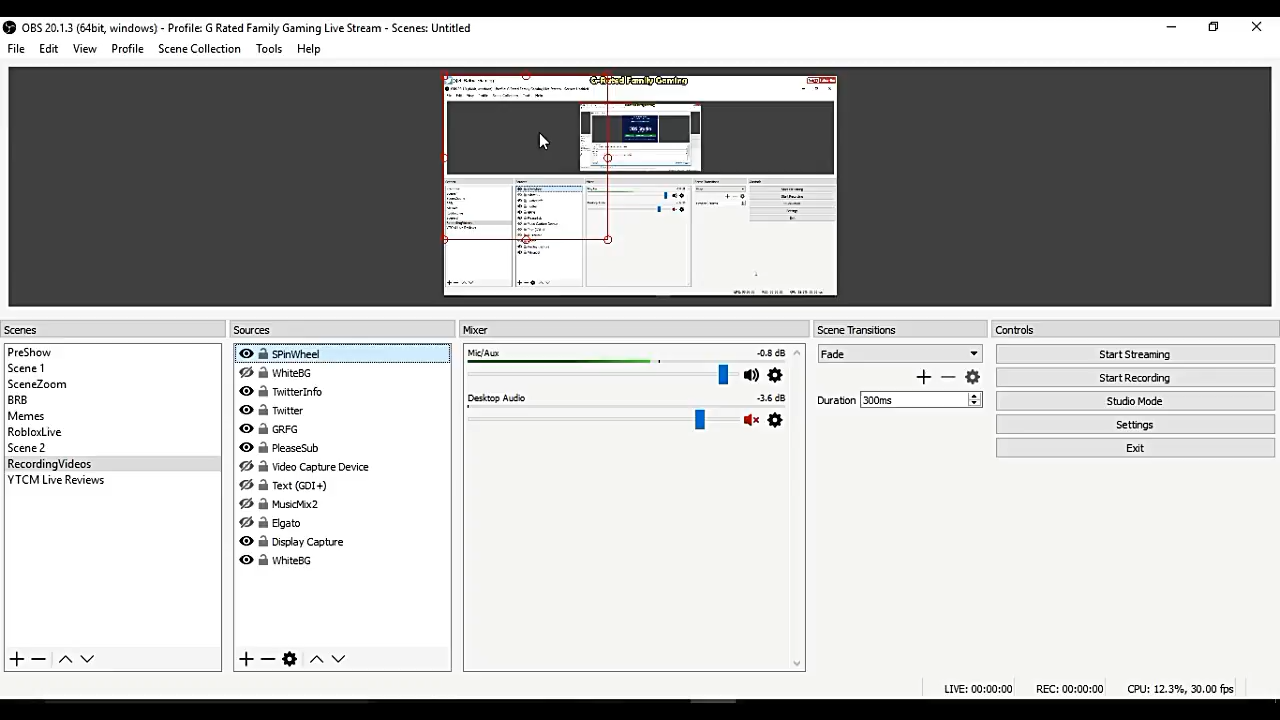 OBS 20.1.3 (64bit, windows) - Profile: G Rated Family Gaming Live Stream - Scenes: Untitled
File Edit View Profile Scene Collection Tools Help
G-Rated Family Gaming
Scenes
PreShow
Scene 1
SceneZoom
BRB
Memes
RobloxLive
Scene 2
RecordingVideos
YTCM Live Reviews
Sources
SPinWheel
WhiteBG
TwitterInfo
Twitter
GRFG
PleaseSub
Video Capture Device
Text (GDI+)
MusicMix2
Elgato
Display Capture
WhiteBG
Mixer
Mic/Aux -0.8 dB
Desktop Audio -3.6 dB
Scene Transitions
Fade
Duration 300ms
Controls
Start Streaming
Start Recording
Studio Mode
Settings
Exit
LIVE: 00:00:00 REC: 00:00:00 CPU: 12.3%, 30.00 fps